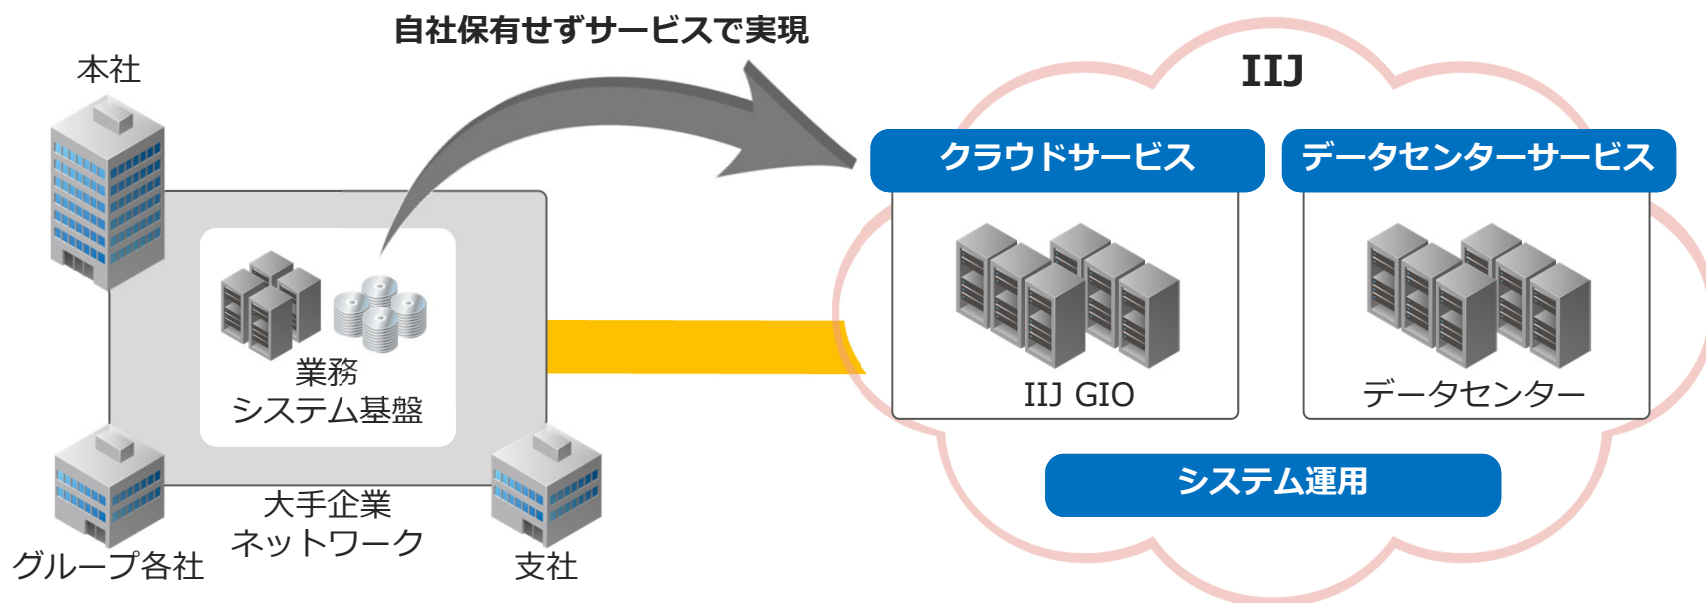 自社保有せずサービスで実現
本社
IIJ
クラウドサービス
データセンターサービス
業務
システム基盤
IIJ GIO
データセンター
システム運用
大手企業
ネットワーク
グループ各社
支社